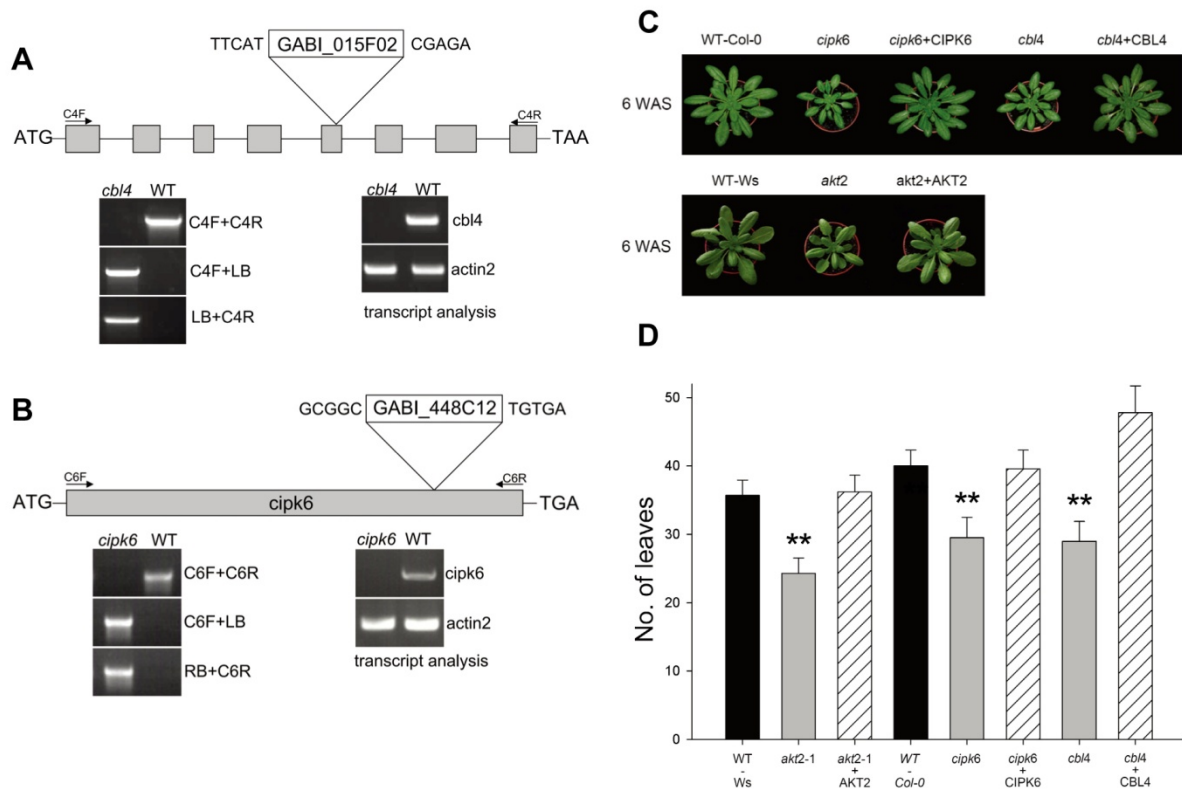 A
TTCAT GABI_015F02 CGAGA
C4F C4R
ATG TAA
cbl4 WT
C4F+C4R
C4F+LB
LB+C4R
cbl4 WT
cbl4
actin2
transcript analysis
B
GCGGC GABI_448C12 TGTGA
C6F C6R
ATG cipk6 TGA
cipk6 WT
C6F+C6R
C6F+LB
RB+C6R
cipk6 WT
cipk6
actin2
transcript analysis
C
WT-Col-0 cipk6 cipk6+CIPK6 cbl4 cbl4+CBL4
6 WAS
WT-Ws akt2 akt2+AKT2
6 WAS
D
No. of leaves
50
40
30
20
10
0
** ** **
WT - Ws
akt2-1
akt2-1 + AKT2
WT - Col-0
cipk6
cipk6 + CIPK6
cbl4
cbl4 + CBL4